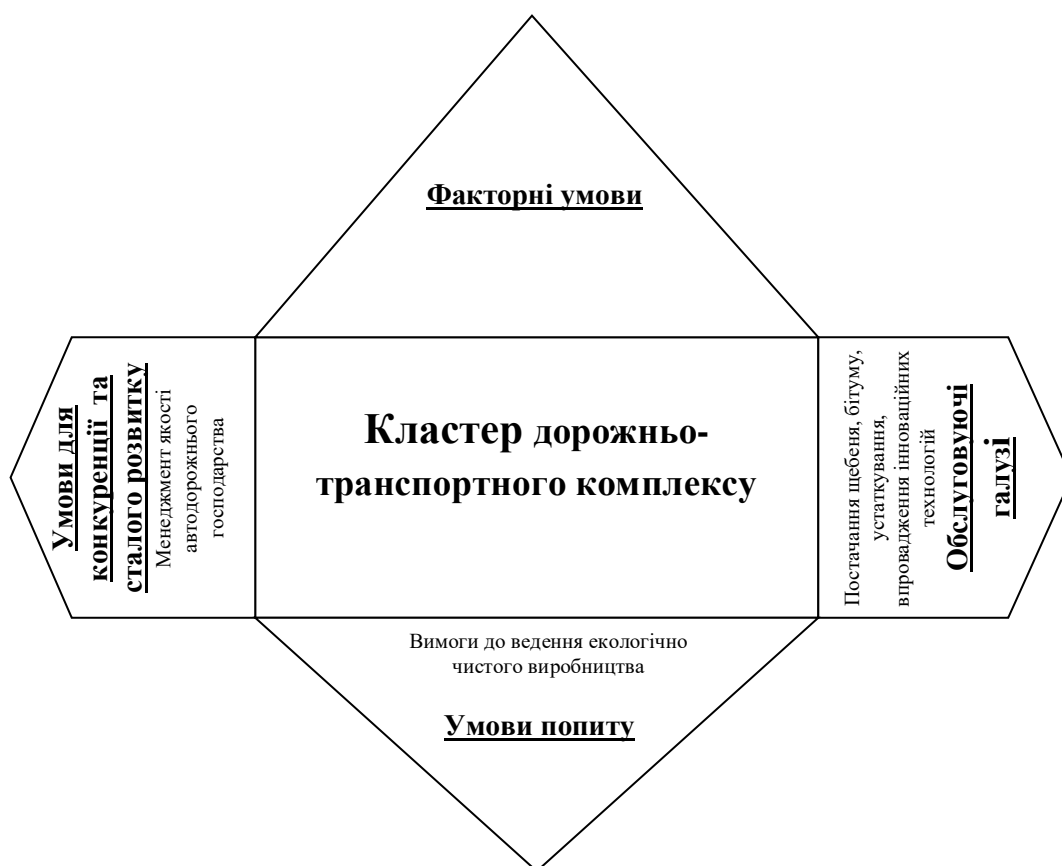 Факторні умови
Умови для
конкуренції та
сталого розвитку
Менеджмент якості
автодорожнього
господарства
Кластер дорожньо-
транспортного комплексу
Постачання щебеня, бітуму,
устаткування,
впровадження інноваційних
технологій
Обслуговуючі
галузі
Вимоги до ведення екологічно
чистого виробництва
Умови попиту